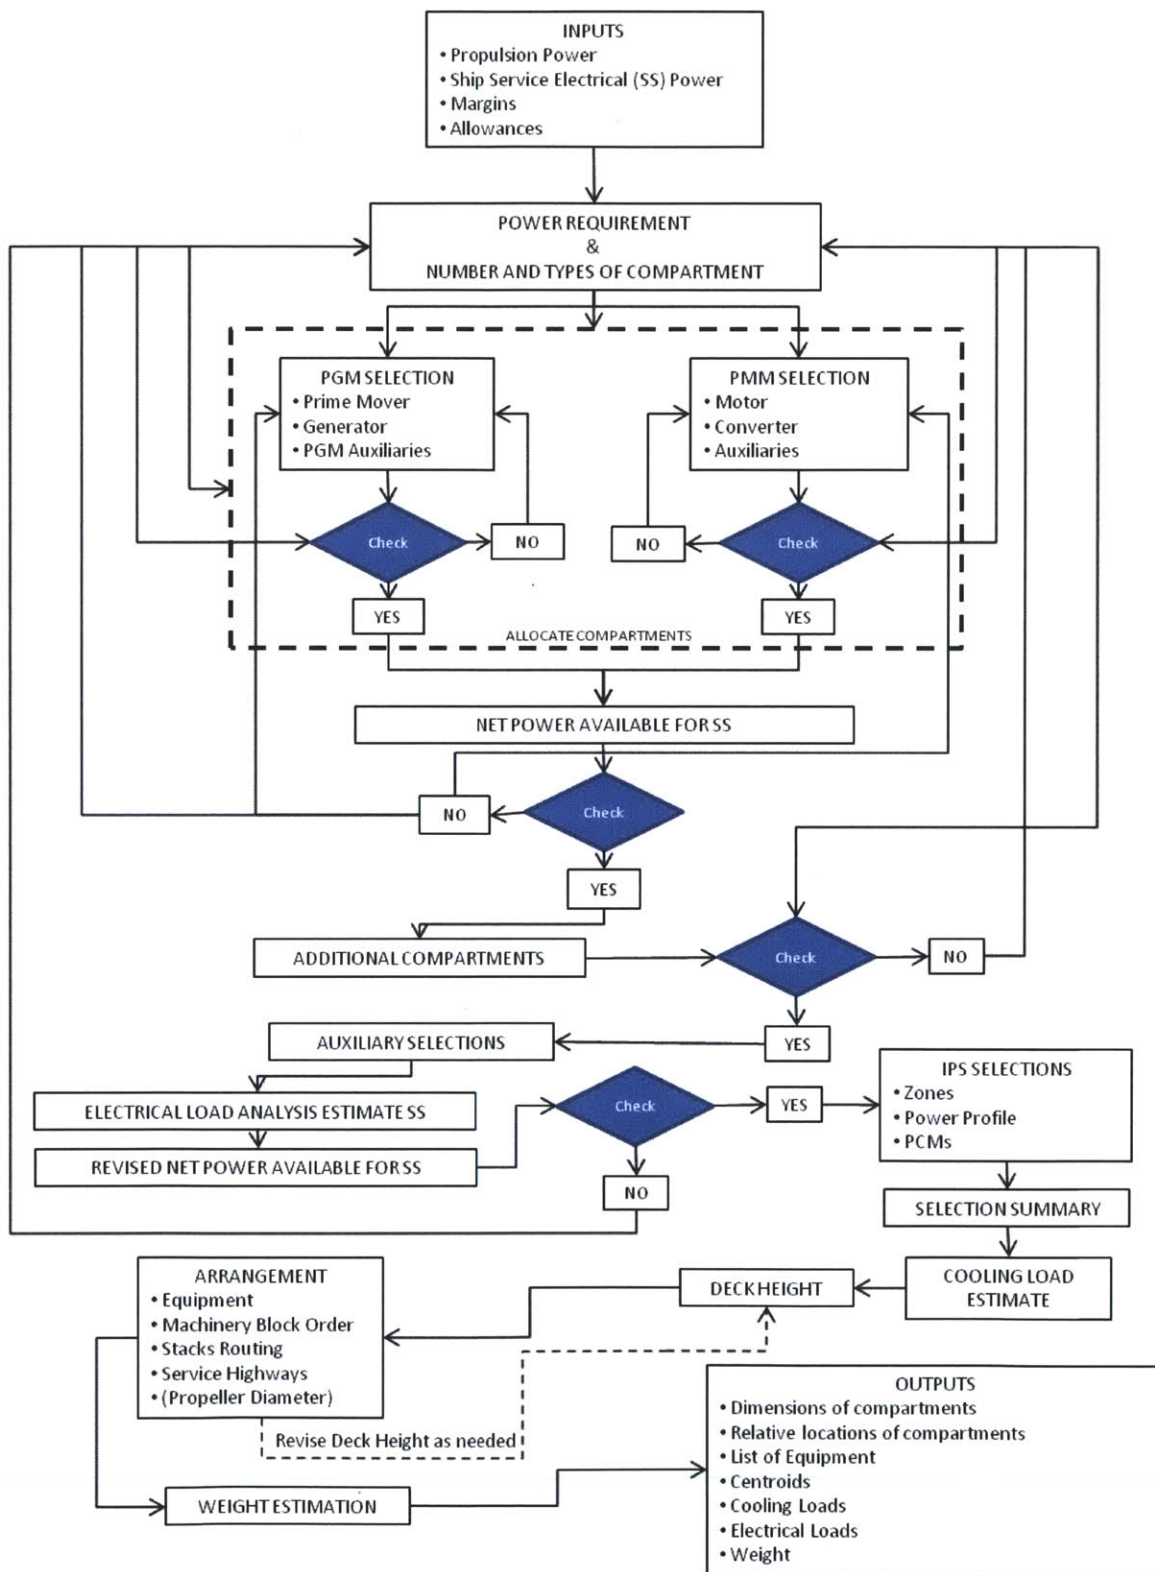 INPUTS
• Propulsion Power
• Ship Service Electrical (SS) Power
• Margins
• Allowances
POWER REQUIREMENT
&
NUMBER AND TYPES OF COMPARTMENT
PGM SELECTION
• Prime Mover
• Generator
• PGM Auxiliaries
PMM SELECTION
• Motor
• Converter
• Auxiliaries
Check
NO
NO
Check
YES
YES
ALLOCATE COMPARTMENTS
NET POWER AVAILABLE FOR SS
NO
Check
YES
ADDITIONAL COMPARTMENTS
Check
NO
AUXILIARY SELECTIONS
YES
ELECTRICAL LOAD ANALYSIS ESTIMATE SS
REVISED NET POWER AVAILABLE FOR SS
Check
YES
NO
IPS SELECTIONS
• Zones
• Power Profile
• PCMs
SELECTION SUMMARY
COOLING LOAD
ESTIMATE
DECK HEIGHT
ARRANGEMENT
• Equipment
• Machinery Block Order
• Stacks Routing
• Service Highways
• (Propeller Diameter)
Revise Deck Height as needed
WEIGHT ESTIMATION
OUTPUTS
• Dimensions of compartments
• Relative locations of compartments
• List of Equipment
• Centroids
• Cooling Loads
• Electrical Loads
• Weight